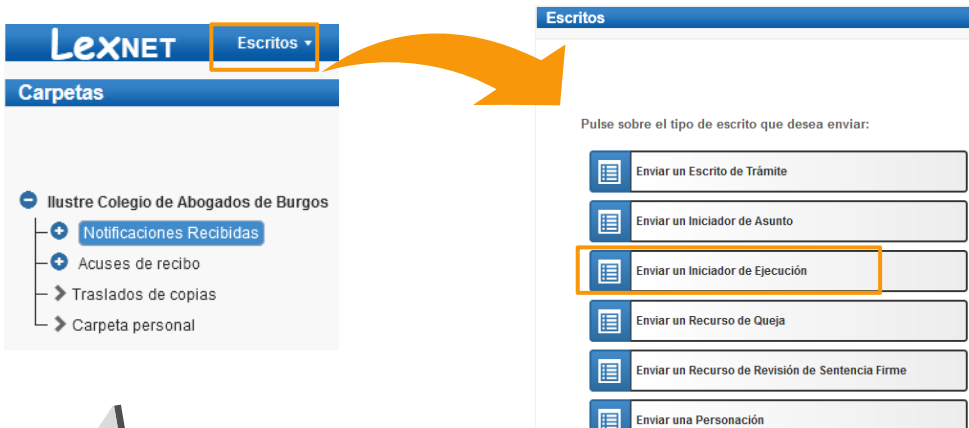 LexNET
Escritos
Carpetas
Ilustre Colegio de Abogados de Burgos
Notificaciones Recibidas
Acuses de recibo
Traslados de copias
Carpeta personal
Escritos
Pulse sobre el tipo de escrito que desea enviar:
Enviar un Escrito de Trámite
Enviar un Iniciador de Asunto
Enviar un Iniciador de Ejecución
Enviar un Recurso de Queja
Enviar un Recurso de Revisión de Sentencia Firme
Enviar una Personación